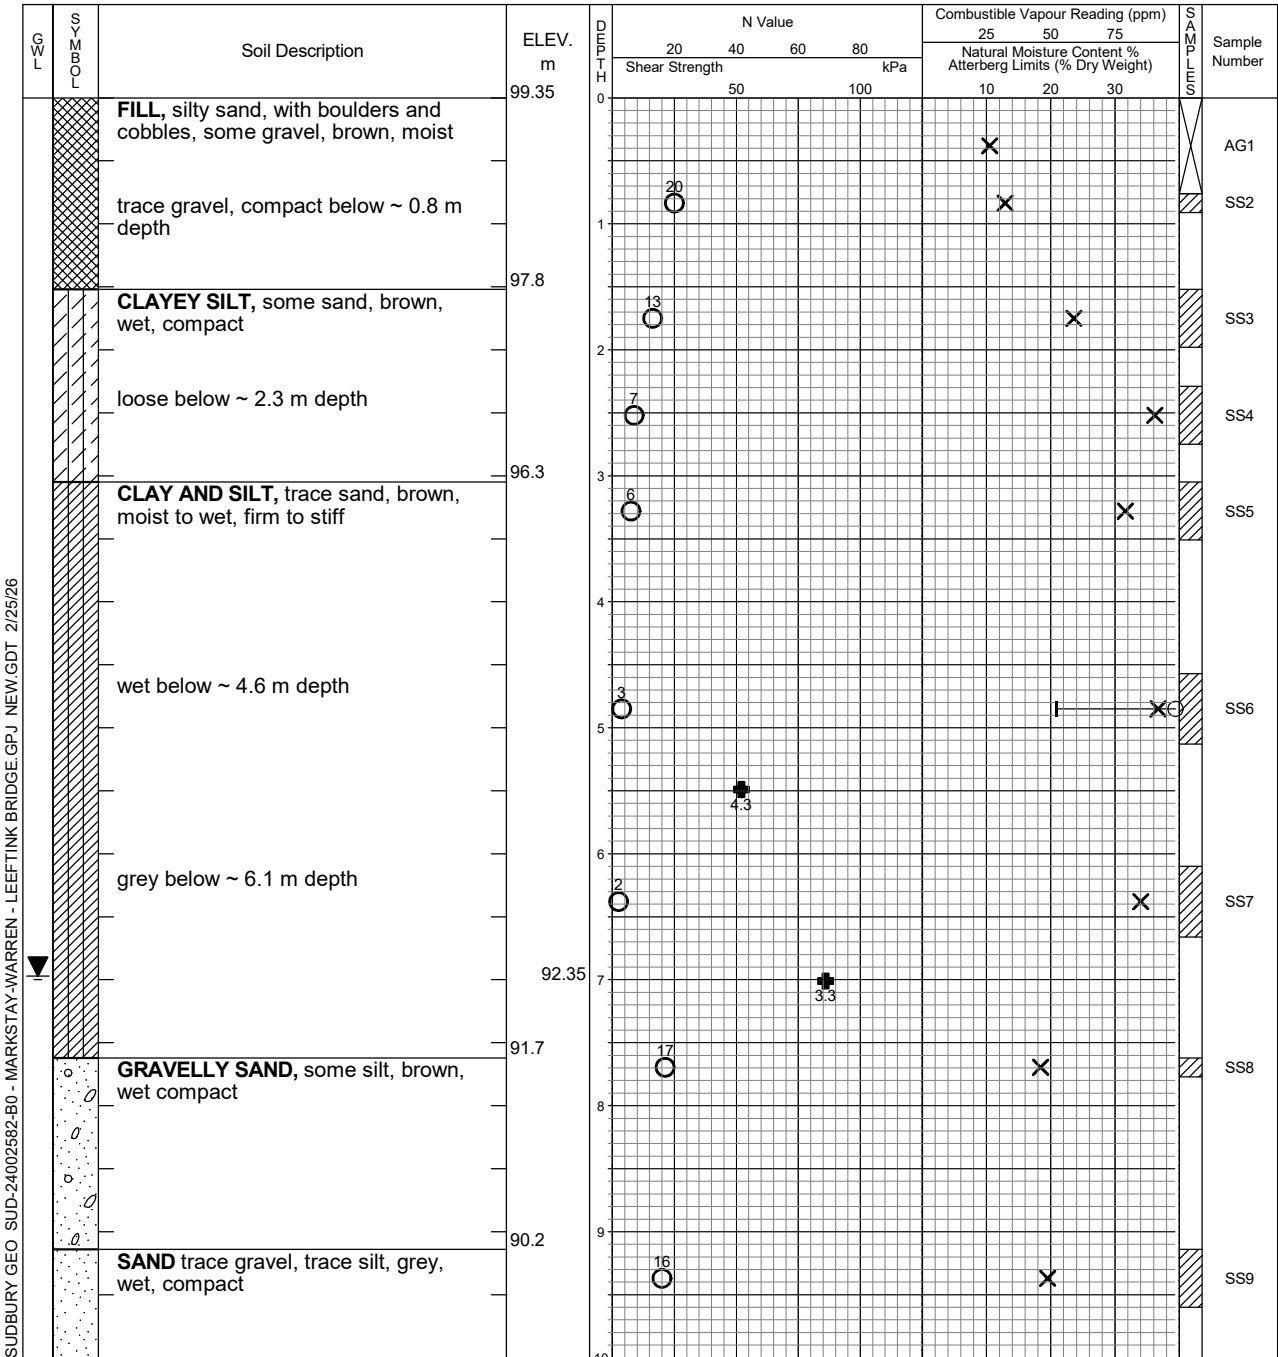 GWL
SYMBOL
Soil Description
ELEV.
m
DEPTH
N Value
20 40 60 80
Shear Strength kPa
50 100
Combustible Vapour Reading (ppm)
25 50 75
Natural Moisture Content %
Atterberg Limits (% Dry Weight)
10 20 30
SAMPLES
Sample
Number
99.35
0
FILL, silty sand, with boulders and
cobbles, some gravel, brown, moist
AG1
trace gravel, compact below ~ 0.8 m
depth
20
SS2
1
97.8
CLAYEY SILT, some sand, brown,
wet, compact
13
SS3
2
loose below ~ 2.3 m depth
7
SS4
96.3
3
CLAY AND SILT, trace sand, brown,
moist to wet, firm to stiff
6
SS5
4
wet below ~ 4.6 m depth
3
SS6
5
4.3
6
grey below ~ 6.1 m depth
2
SS7
92.35
7
3.3
91.7
GRAVELLY SAND, some silt, brown,
wet compact
17
SS8
8
90.2
9
SAND trace gravel, trace silt, grey,
wet, compact
16
SS9
10
SUDBURY GEO SUD-24002582-B0 - MARKSTAY-WARREN - LEEFTINK BRIDGE.GPJ NEW.GDT 2/25/26